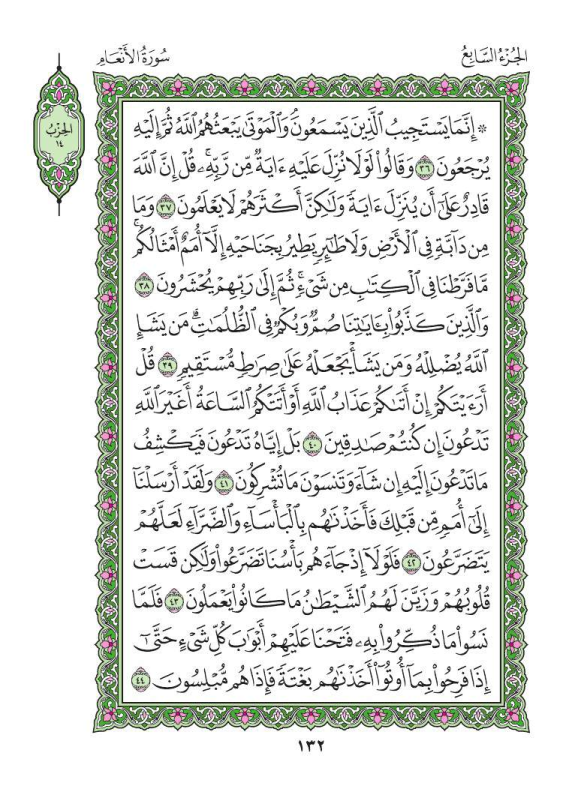 الجُزْءُ السَّابِعُ
سُورَةُ الأَنْعَامِ
الحِزْبُ
١٤
۞ إِنَّمَا يَسْتَجِيبُ ٱلَّذِينَ يَسْمَعُونَۘ وَٱلْمَوْتَىٰ يَبْعَثُهُمُ ٱللَّهُ ثُمَّ إِلَيْهِ
يُرْجَعُونَ ٣٦ وَقَالُوا۟ لَوْلَا نُزِّلَ عَلَيْهِ ءَايَةٌ مِّن رَّبِّهِۦۚ قُلْ إِنَّ ٱللَّهَ
قَادِرٌ عَلَىٰٓ أَن يُنَزِّلَ ءَايَةً وَلَٰكِنَّ أَكْثَرَهُمْ لَا يَعْلَمُونَ ٣٧ وَمَا
مِن دَآبَّةٍ فِى ٱلْأَرْضِ وَلَا طَٰٓئِرٍ يَطِيرُ بِجَنَاحَيْهِ إِلَّآ أُمَمٌ أَمْثَالُكُمۚ
مَّا فَرَّطْنَا فِى ٱلْكِتَٰبِ مِن شَىْءٍۚ ثُمَّ إِلَىٰ رَبِّهِمْ يُحْشَرُونَ ٣٨
وَٱلَّذِينَ كَذَّبُوا۟ بِـَٔايَٰتِنَا صُمٌّ وَبُكْمٌ فِى ٱلظُّلُمَٰتِۗ مَن يَشَإِ
ٱللَّهُ يُضْلِلْهُ وَمَن يَشَأْ يَجْعَلْهُ عَلَىٰ صِرَٰطٍ مُّسْتَقِيمٍ ٣٩ قُلْ
أَرَءَيْتَكُمْ إِنْ أَتَىٰكُمْ عَذَابُ ٱللَّهِ أَوْ أَتَتْكُمُ ٱلسَّاعَةُ أَغَيْرَ ٱللَّهِ
تَدْعُونَ إِن كُنتُمْ صَٰدِقِينَ ٤٠ بَلْ إِيَّاهُ تَدْعُونَ فَيَكْشِفُ
مَا تَدْعُونَ إِلَيْهِ إِن شَآءَ وَتَنسَوْنَ مَا تُشْرِكُونَ ٤١ وَلَقَدْ أَرْسَلْنَآ
إِلَىٰٓ أُمَمٍ مِّن قَبْلِكَ فَأَخَذْنَٰهُم بِٱلْبَأْسَآءِ وَٱلضَّرَّآءِ لَعَلَّهُمْ
يَتَضَرَّعُونَ ٤٢ فَلَوْلَآ إِذْ جَآءَهُم بَأْسُنَا تَضَرَّعُوا۟ وَلَٰكِن قَسَتْ
قُلُوبُهُمْ وَزَيَّنَ لَهُمُ ٱلشَّيْطَٰنُ مَا كَانُوا۟ يَعْمَلُونَ ٤٣ فَلَمَّا
نَسُوا۟ مَا ذُكِّرُوا۟ بِهِۦ فَتَحْنَا عَلَيْهِمْ أَبْوَٰبَ كُلِّ شَىْءٍ حَتَّىٰٓ
إِذَا فَرِحُوا۟ بِمَآ أُوتُوٓا۟ أَخَذْنَٰهُم بَغْتَةً فَإِذَا هُم مُّبْلِسُونَ ٤٤
١٣٢